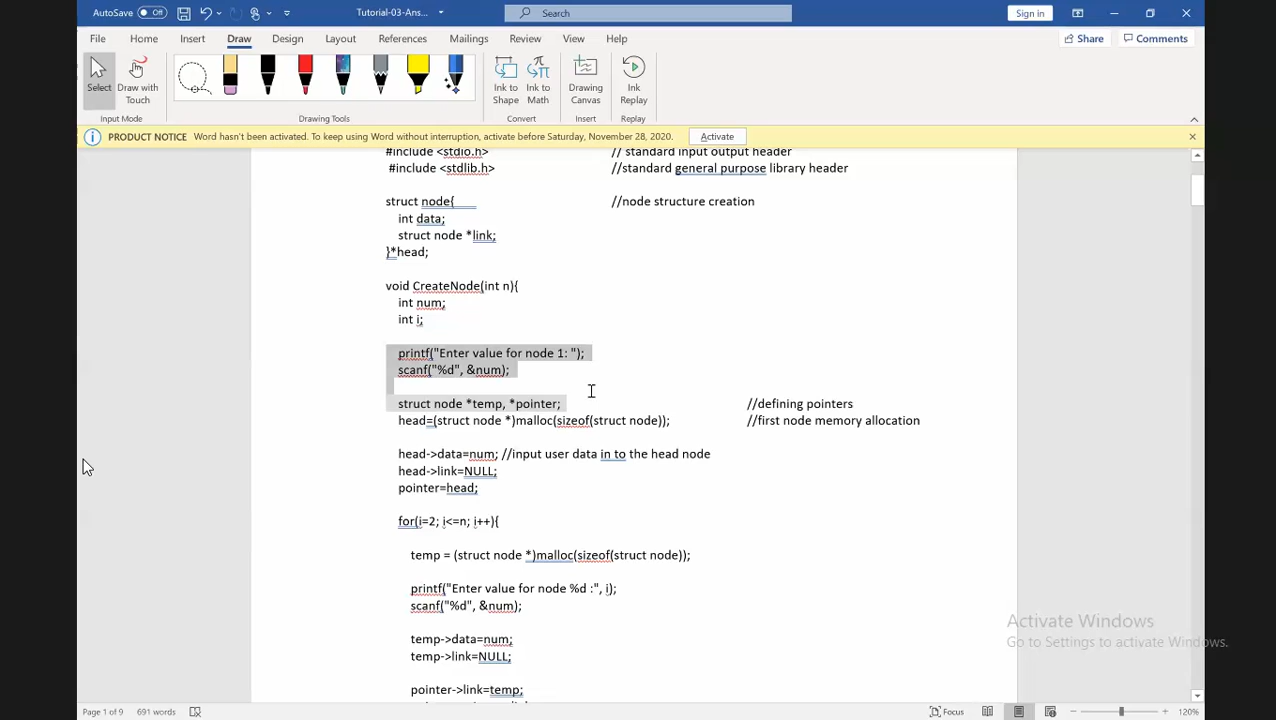 AutoSave Off Tutorial-03-Ans... Search Sign in
File Home Insert Draw Design Layout References Mailings Review View Help Share Comments
Select Draw with Touch Ink to Shape Ink to Math Drawing Canvas Ink Replay
Input Mode Drawing Tools Convert Insert Replay
PRODUCT NOTICE Word hasn't been activated. To keep using Word without interruption, activate before Saturday, November 28, 2020. Activate
#include <stdio.h> // standard input output header
#include <stdlib.h> //standard general purpose library header
struct node{ //node structure creation
int data;
struct node *link;
}*head;
void CreateNode(int n){
int num;
int i;
printf("Enter value for node 1: ");
scanf("%d", &num);
struct node *temp, *pointer; //defining pointers
head=(struct node *)malloc(sizeof(struct node)); //first node memory allocation
head->data=num; //input user data in to the head node
head->link=NULL;
pointer=head;
for(i=2; i<=n; i++){
temp = (struct node *)malloc(sizeof(struct node));
printf("Enter value for node %d :", i);
scanf("%d", &num);
temp->data=num;
temp->link=NULL;
pointer->link=temp;
Activate Windows
Go to Settings to activate Windows.
Page 1 of 9 691 words Focus 120%